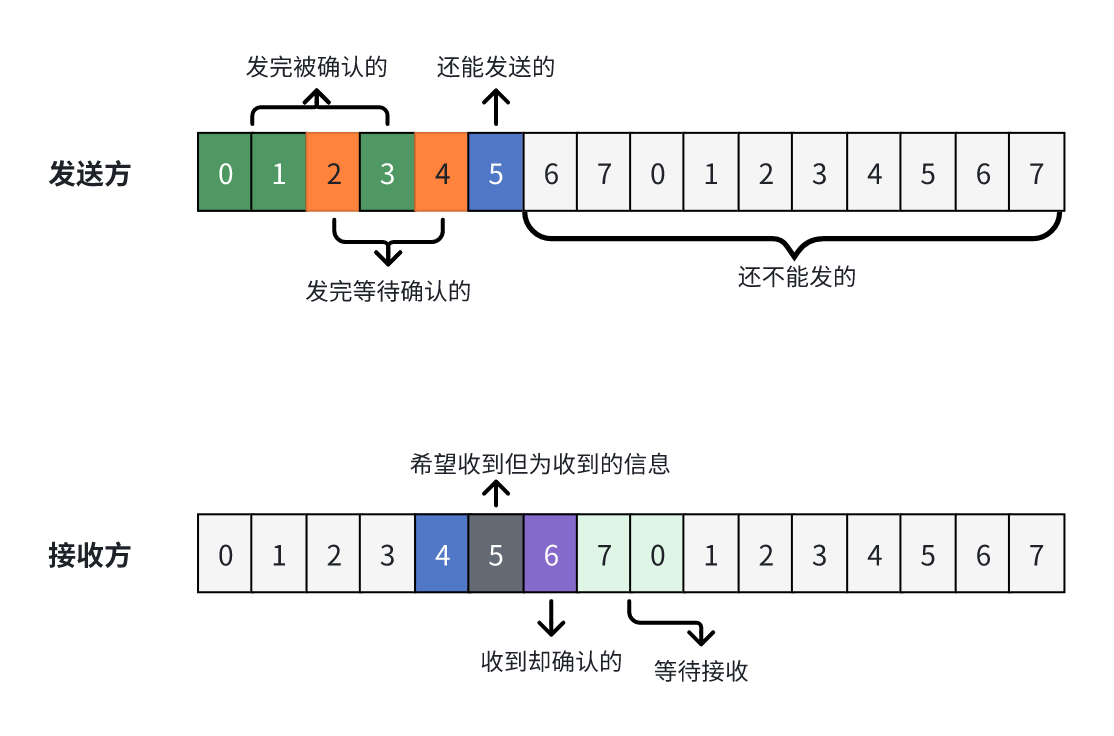 发完被确认的 还能发送的
发送方 0 1 2 3 4 5 6 7 0 1 2 3 4 5 6 7
发完等待确认的 还不能发的
希望收到但为收到的信息
接收方 0 1 2 3 4 5 6 7 0 1 2 3 4 5 6 7
收到却确认的 等待接收